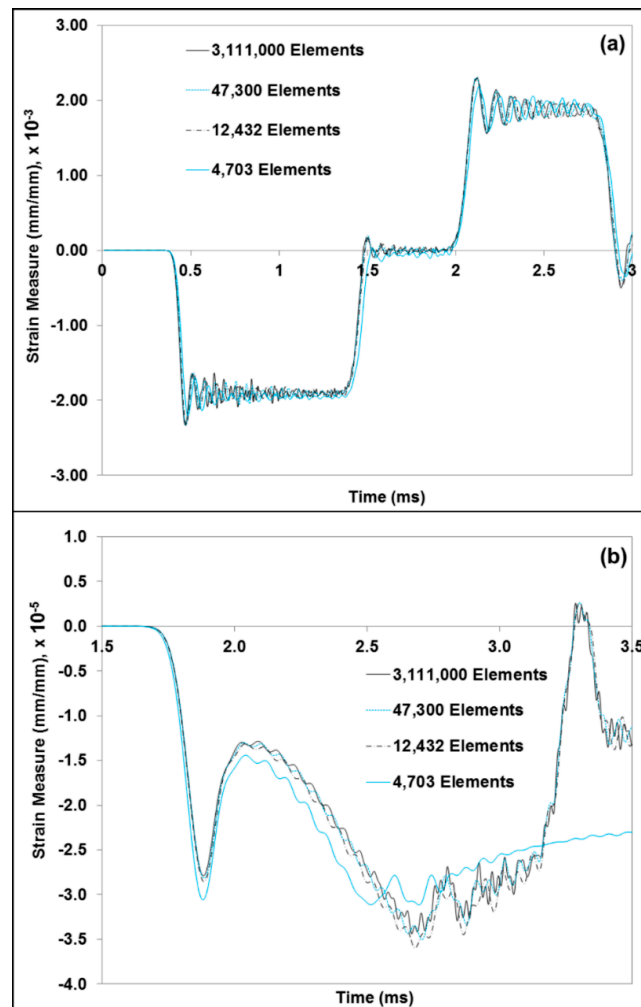 (a)
3,111,000 Elements
47,300 Elements
12,432 Elements
4,703 Elements
Strain Measure (mm/mm), x 10-3
3.00
2.00
1.00
0.00
-1.00
-2.00
-3.00
0
0.5
1
1.5
2
2.5
3
Time (ms)
(b)
3,111,000 Elements
47,300 Elements
12,432 Elements
4,703 Elements
Strain Measure (mm/mm), x 10-5
1.0
0.5
0.0
-0.5
-1.0
-1.5
-2.0
-2.5
-3.0
-3.5
-4.0
1.5
2.0
2.5
3.0
3.5
Time (ms)